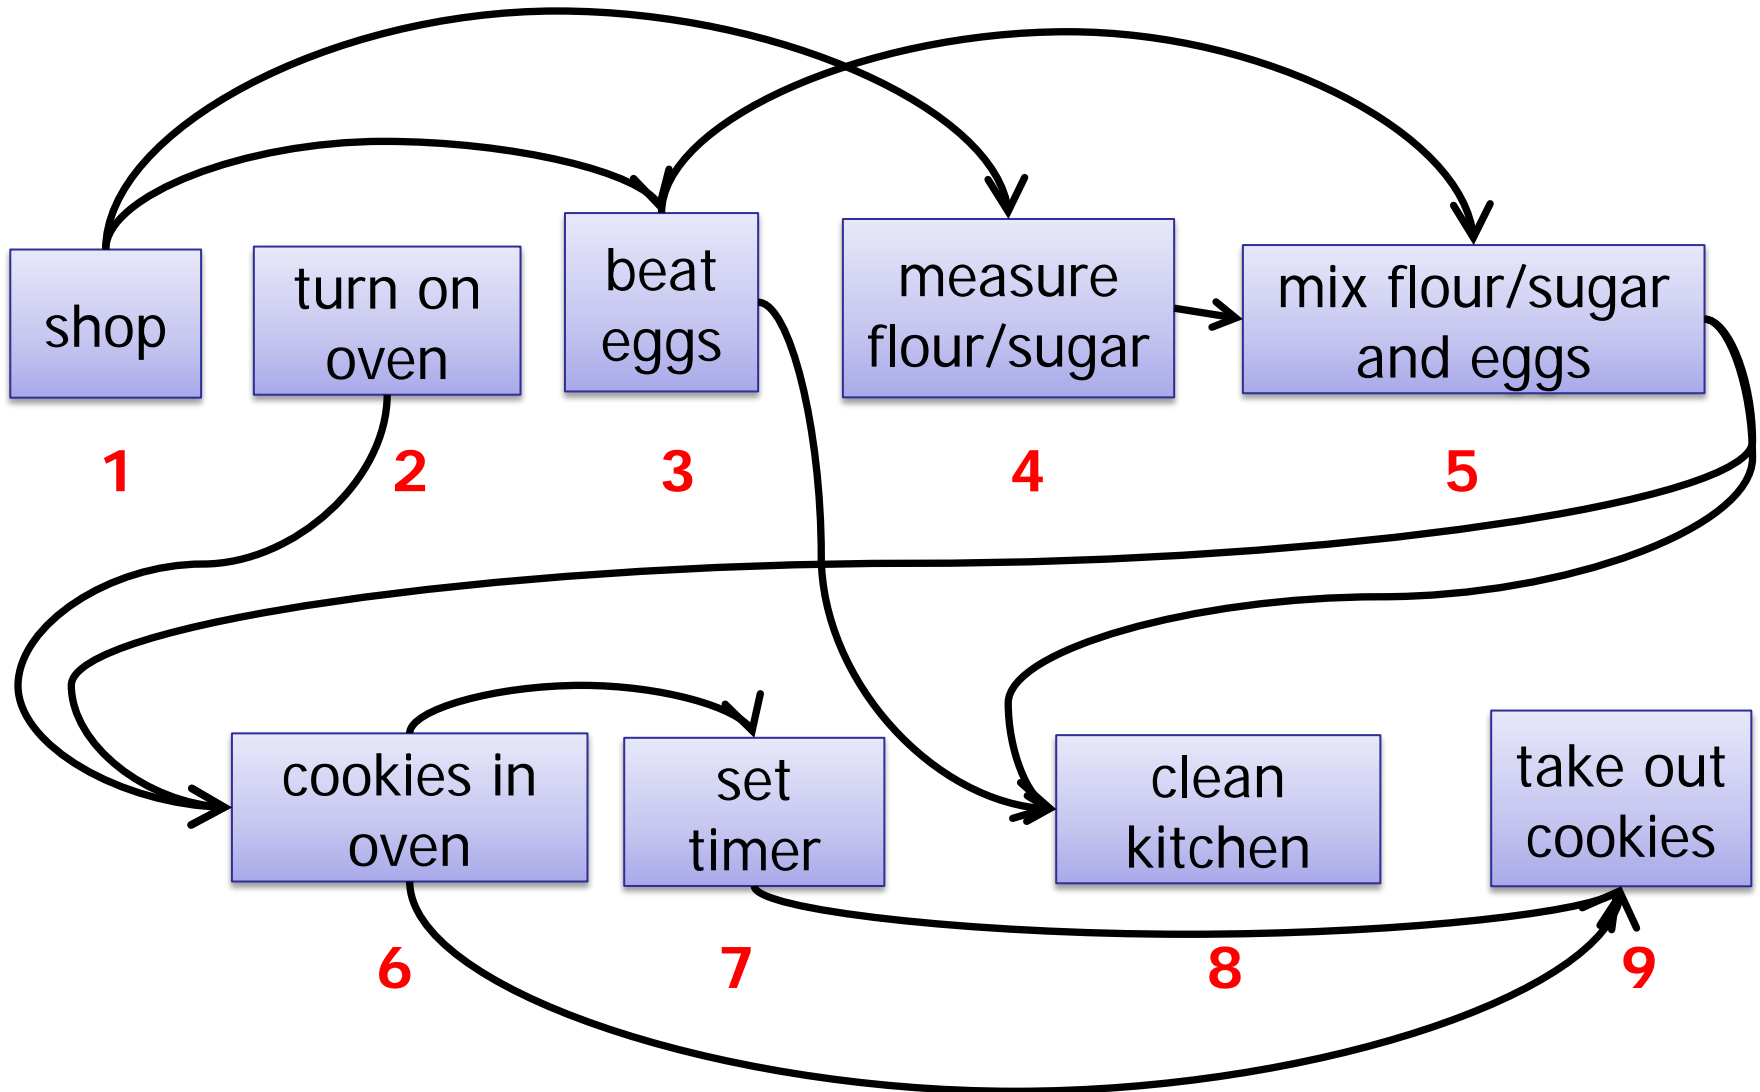 shop
turn on
oven
beat
eggs
measure
flour/sugar
mix flour/sugar
and eggs
1
2
3
4
5
cookies in
oven
set
timer
clean
kitchen
take out
cookies
6
7
8
9